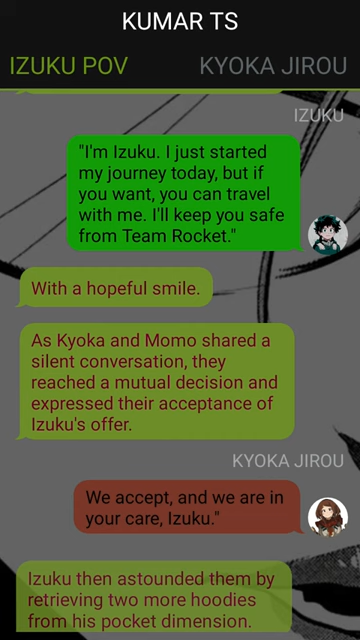 KUMAR TS
IZUKU POV
KYOKA JIROU
IZUKU
"I'm Izuku. I just started
my journey today, but if
you want, you can travel
with me. I'll keep you safe
from Team Rocket."
With a hopeful smile.
As Kyoka and Momo shared a
silent conversation, they
reached a mutual decision and
expressed their acceptance of
Izuku's offer.
KYOKA JIROU
We accept, and we are in
your care, Izuku."
Izuku then astounded them by
retrieving two more hoodies
from his pocket dimension.